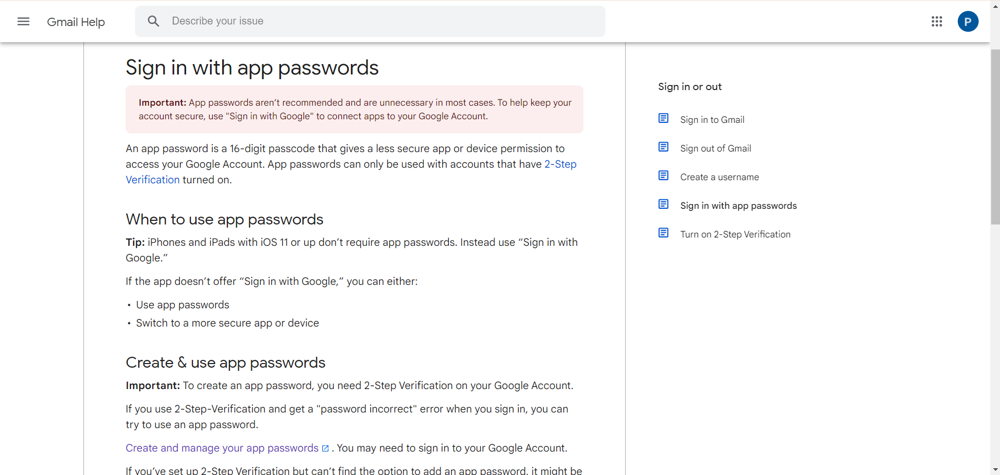 Gmail Help
Describe your issue
P
Sign in with app passwords
Important: App passwords aren’t recommended and are unnecessary in most cases. To help keep your
account secure, use "Sign in with Google" to connect apps to your Google Account.
An app password is a 16-digit passcode that gives a less secure app or device permission to
access your Google Account. App passwords can only be used with accounts that have 2-Step
Verification turned on.
When to use app passwords
Tip: iPhones and iPads with iOS 11 or up don’t require app passwords. Instead use “Sign in with
Google.”
If the app doesn’t offer “Sign in with Google,” you can either:
• Use app passwords
• Switch to a more secure app or device
Create & use app passwords
Important: To create an app password, you need 2-Step Verification on your Google Account.
If you use 2-Step-Verification and get a "password incorrect" error when you sign in, you can
try to use an app password.
Create and manage your app passwords . You may need to sign in to your Google Account.
If you’ve set up 2-Step Verification but can’t find the option to add an app password, it might be
Sign in or out
Sign in to Gmail
Sign out of Gmail
Create a username
Sign in with app passwords
Turn on 2-Step Verification